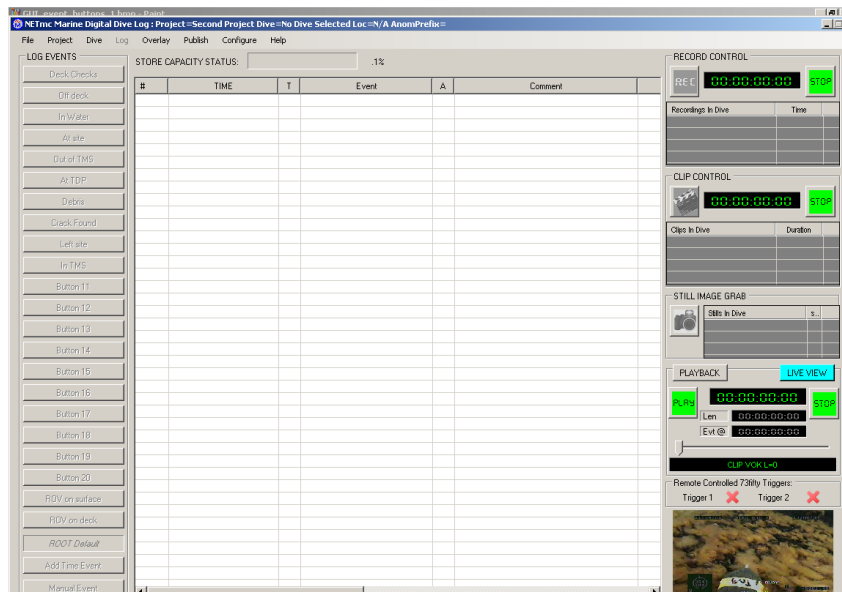 GUI_event_buttons_1.bmp - Paint
NETmc Marine Digital Dive Log : Project=Second Project Dive=No Dive Selected Loc=N/A AnomPrefix=
File Project Dive Log Overlay Publish Configure Help
LOG EVENTS
Deck Checks
Off deck
In Water
At site
Out of TMS
At TDP
Debris
Crack Found
Left site
In TMS
Button 11
Button 12
Button 13
Button 14
Button 15
Button 16
Button 17
Button 18
Button 19
Button 20
ROV on surface
ROV on deck
ROOT Default
Add Time Event
Manual Event
STORE CAPACITY STATUS: .1%
# TIME T Event A Comment
RECORD CONTROL
REC 00:00:00:00 STOP
Recordings In Dive Time
CLIP CONTROL
00:00:00:00 STOP
Clips In Dive Duration
STILL IMAGE GRAB
Stills In Dive s...
PLAYBACK LIVE VIEW
PLAY 00:00:00:00 STOP
Len 00:00:00:00
Evt @ 00:00:00:00
CLIP VOK L=0
Remote Controlled 73fifty Triggers:
Trigger 1 Trigger 2